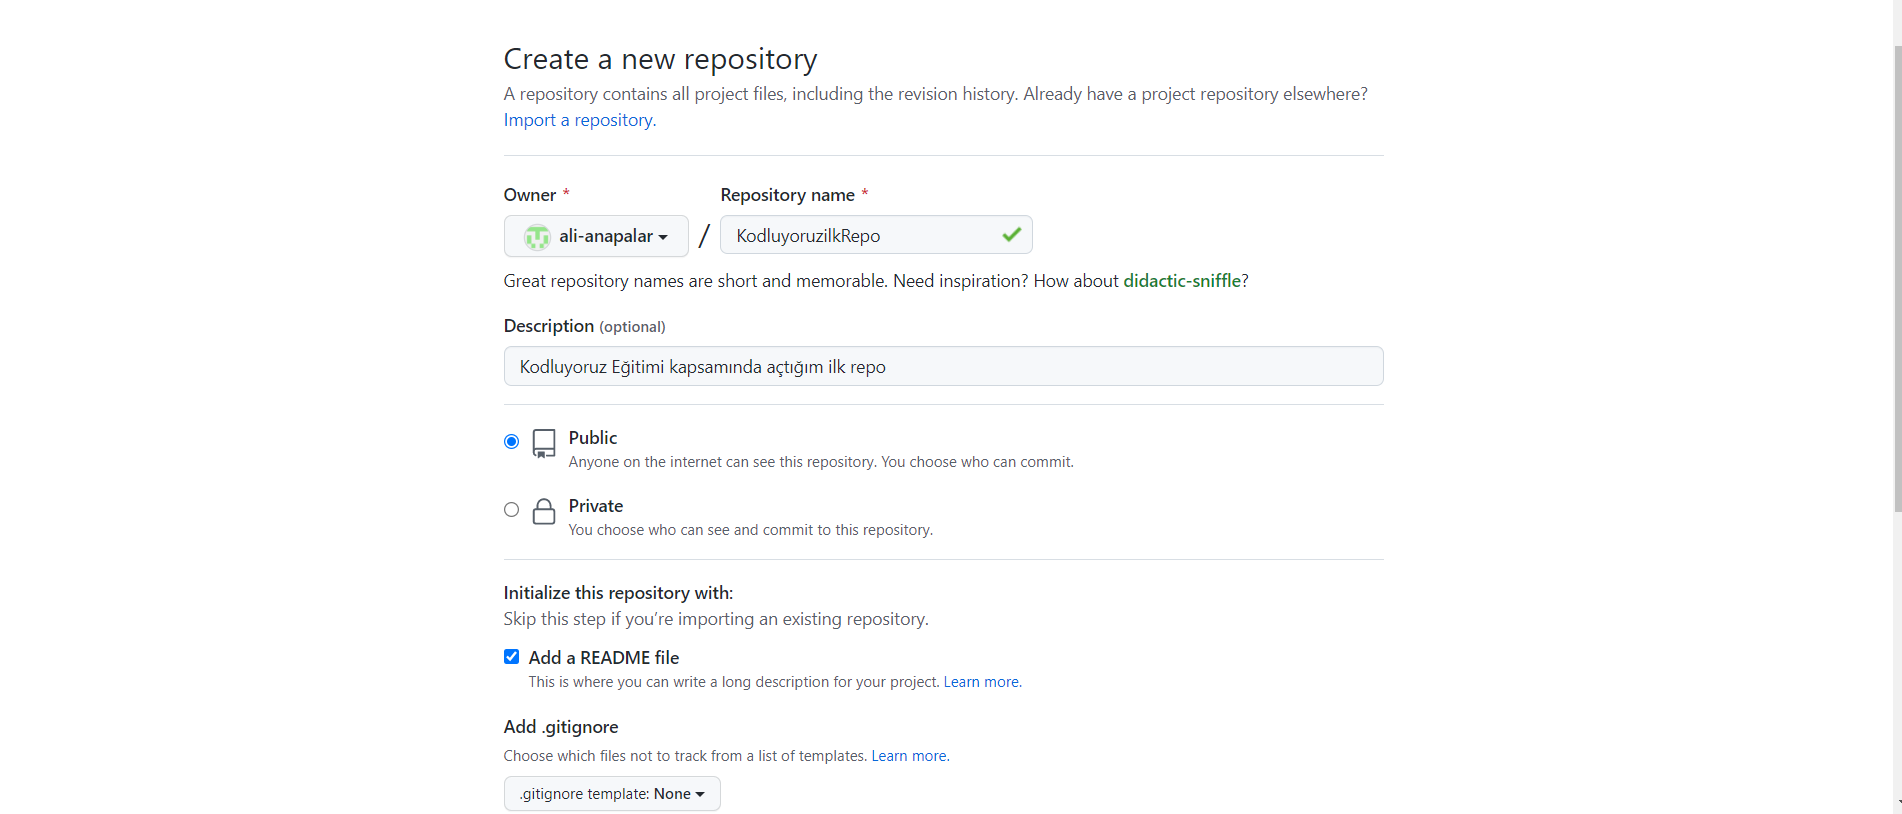 Create a new repository
A repository contains all project files, including the revision history. Already have a project repository elsewhere?
Import a repository.
Owner * Repository name *
ali-anapalar / KodluyoruzilkRepo
Great repository names are short and memorable. Need inspiration? How about didactic-sniffle?
Description (optional)
Kodluyoruz Eğitimi kapsamında açtığım ilk repo
Public
Anyone on the internet can see this repository. You choose who can commit.
Private
You choose who can see and commit to this repository.
Initialize this repository with:
Skip this step if you’re importing an existing repository.
Add a README file
This is where you can write a long description for your project. Learn more.
Add .gitignore
Choose which files not to track from a list of templates. Learn more.
.gitignore template: None